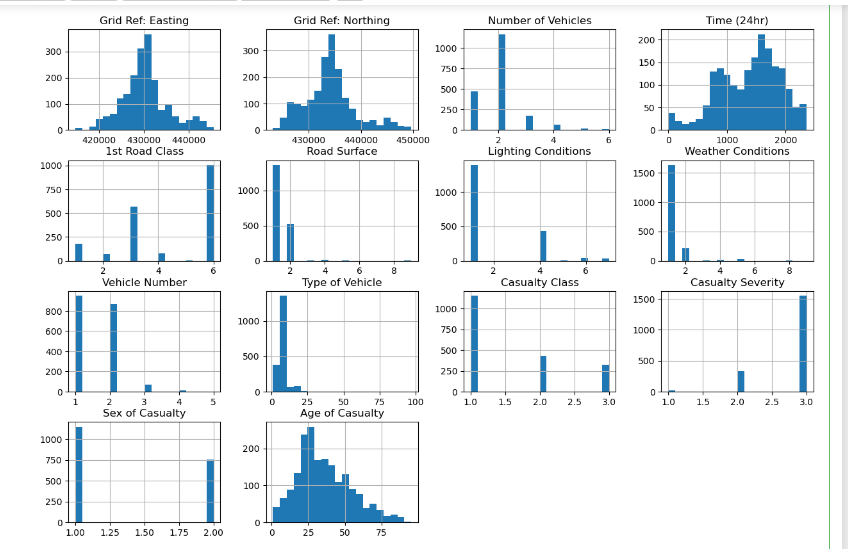 Grid Ref: Easting
300
200
100
0
420000 430000 440000
Grid Ref: Northing
300
200
100
0
430000 440000 450000
Number of Vehicles
1000
750
500
250
0
2 4 6
Time (24hr)
200
150
100
50
0
0 1000 2000
1st Road Class
1000
750
500
250
0
2 4 6
Road Surface
1000
500
0
2 4 6 8
Lighting Conditions
1000
500
0
2 4 6
Weather Conditions
1500
1000
500
0
2 4 6 8
Vehicle Number
800
600
400
200
0
1 2 3 4 5
Type of Vehicle
1000
500
0
0 25 50 75 100
Casualty Class
1000
750
500
250
0
1.0 1.5 2.0 2.5 3.0
Casualty Severity
1500
1000
500
0
1.0 1.5 2.0 2.5 3.0
Sex of Casualty
1000
750
500
250
0
1.00 1.25 1.50 1.75 2.00
Age of Casualty
200
100
0
0 25 50 75